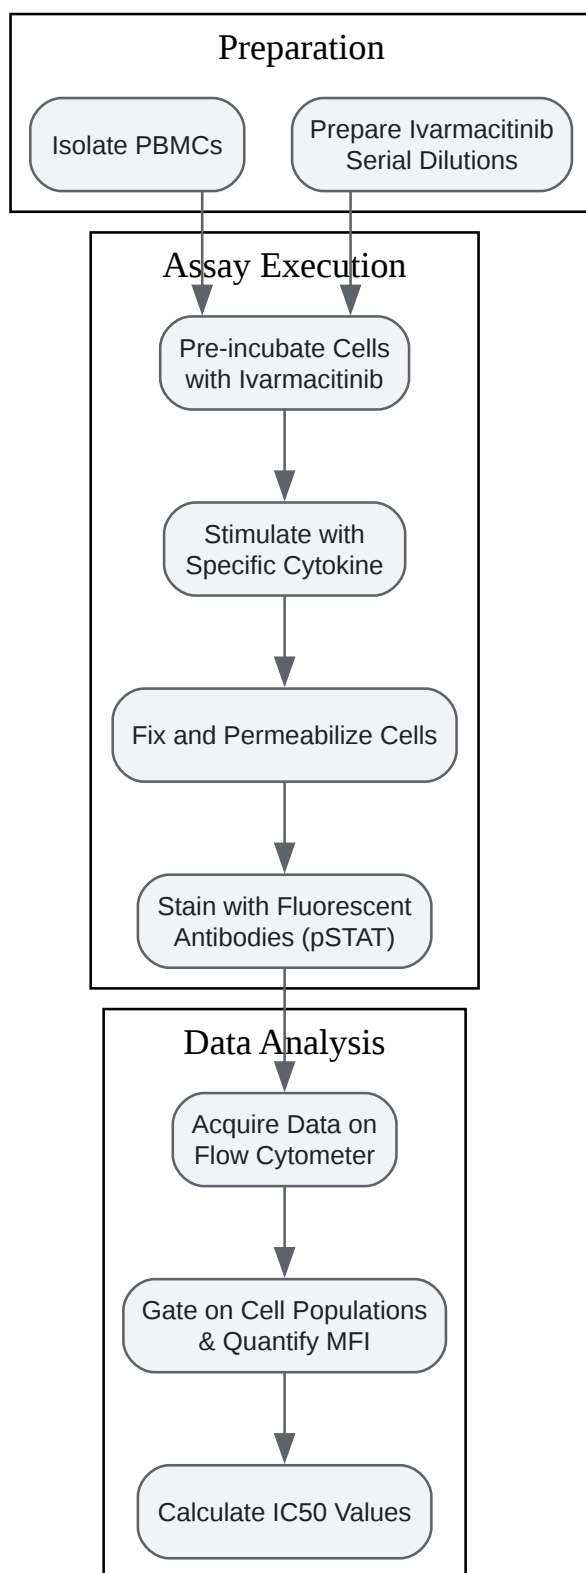 Preparation
Isolate PBMCs
Prepare Ivarmacitinib
Serial Dilutions
Assay Execution
Pre-incubate Cells
with Ivarmacitinib
Stimulate with
Specific Cytokine
Fix and Permeabilize Cells
Stain with Fluorescent
Antibodies (pSTAT)
Data Analysis
Acquire Data on
Flow Cytometer
Gate on Cell Populations
& Quantify MFI
Calculate IC50 Values